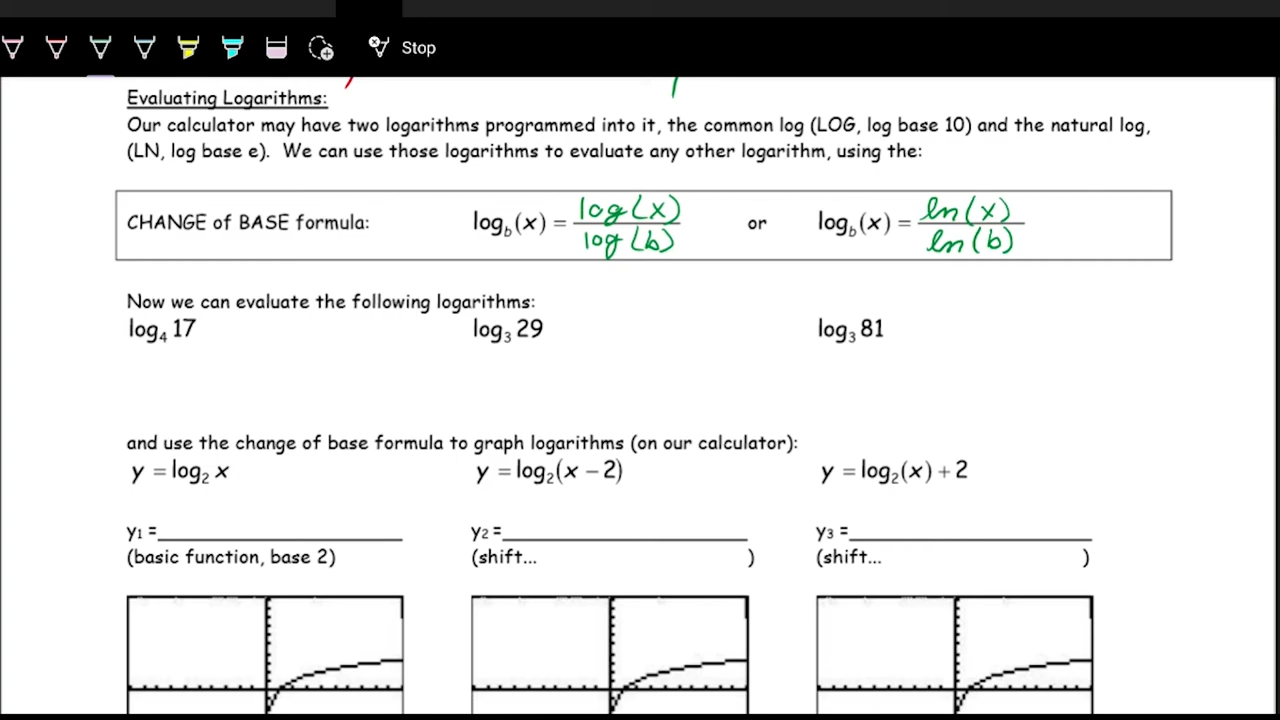 Stop
Evaluating Logarithms:
Our calculator may have two logarithms programmed into it, the common log (LOG, log base 10) and the natural log,
(LN, log base e). We can use those logarithms to evaluate any other logarithm, using the:
CHANGE of BASE formula: log_b(x) = log(x)/log(b) or log_b(x) = ln(x)/ln(b)
Now we can evaluate the following logarithms:
log₄ 17 log₃ 29 log₃ 81
and use the change of base formula to graph logarithms (on our calculator):
y = log₂ x y = log₂(x − 2) y = log₂(x) + 2
y₁ =____________ y₂ =____________ y₃ =____________
(basic function, base 2) (shift... ) (shift... )